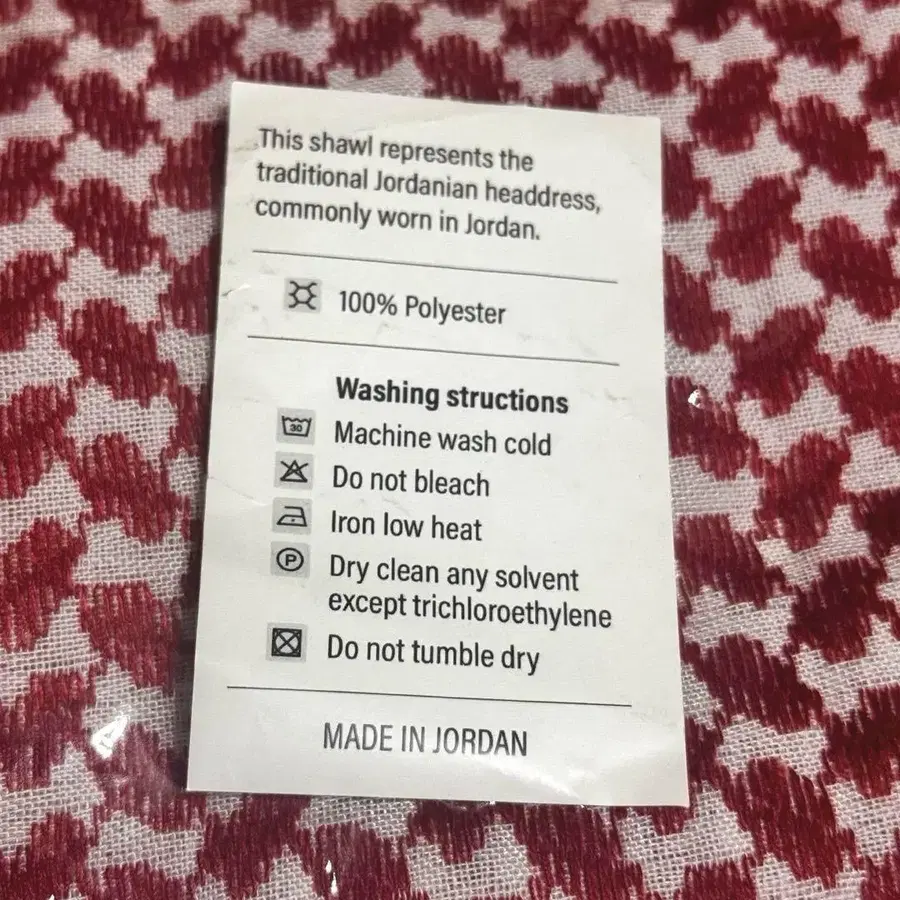 This shawl represents the
traditional Jordanian headdress,
commonly worn in Jordan.
100% Polyester
Washing structions
30
Machine wash cold
Do not bleach
Iron low heat
P
Dry clean any solvent
except trichloroethylene
Do not tumble dry
MADE IN JORDAN